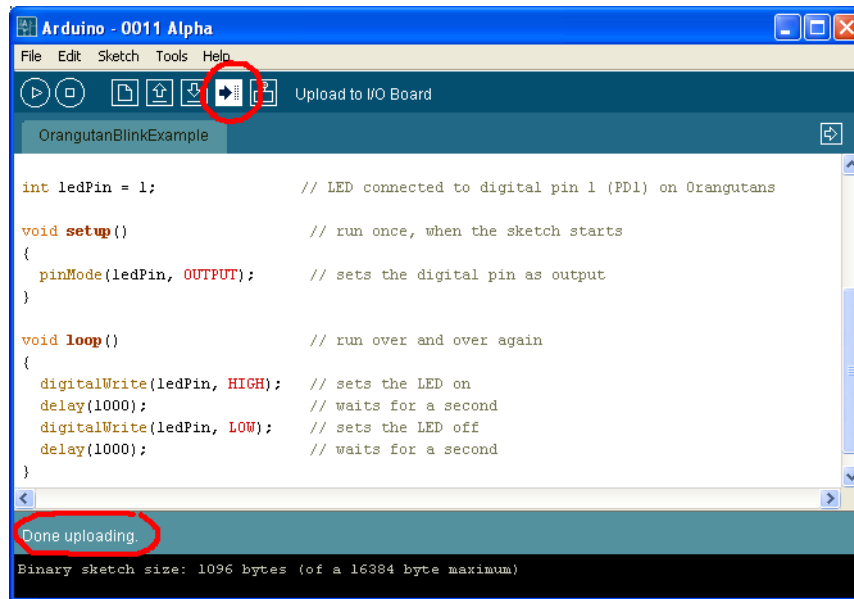 Arduino - 0011 Alpha
File Edit Sketch Tools Help
Upload to I/O Board
OrangutanBlinkExample
int ledPin = 1; // LED connected to digital pin 1 (PD1) on Orangutans
void setup() // run once, when the sketch starts
{
pinMode(ledPin, OUTPUT); // sets the digital pin as output
}
void loop() // run over and over again
{
digitalWrite(ledPin, HIGH); // sets the LED on
delay(1000); // waits for a second
digitalWrite(ledPin, LOW); // sets the LED off
delay(1000); // waits for a second
}
Done uploading.
Binary sketch size: 1096 bytes (of a 16384 byte maximum)